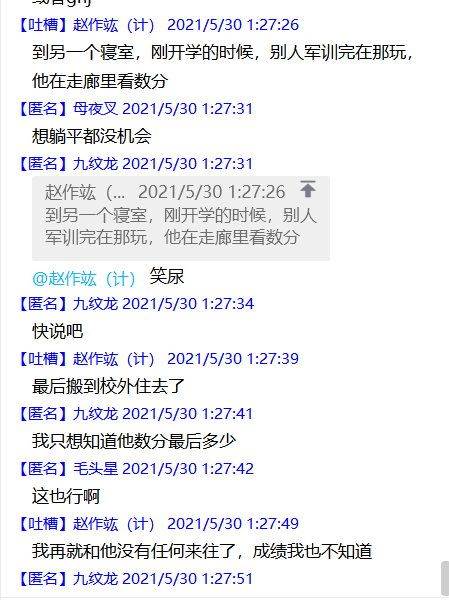 【吐槽】赵作竑（计） 2021/5/30 1:27:26
到另一个寝室，刚开学的时候，别人军训完在那玩，
他在走廊里看数分
【匿名】母夜叉 2021/5/30 1:27:31
想躺平都没机会
【匿名】九纹龙 2021/5/30 1:27:31
赵作竑（... 2021/5/30 1:27:26
到另一个寝室，刚开学的时候，别人
军训完在那玩，他在走廊里看数分
@赵作竑（计） 笑尿
【匿名】九纹龙 2021/5/30 1:27:34
快说吧
【吐槽】赵作竑（计） 2021/5/30 1:27:39
最后搬到校外住去了
【匿名】九纹龙 2021/5/30 1:27:41
我只想知道他数分最后多少
【匿名】毛头星 2021/5/30 1:27:42
这也行啊
【吐槽】赵作竑（计） 2021/5/30 1:27:49
我再就和他没有任何来往了，成绩我也不知道
【匿名】九纹龙 2021/5/30 1:27:51